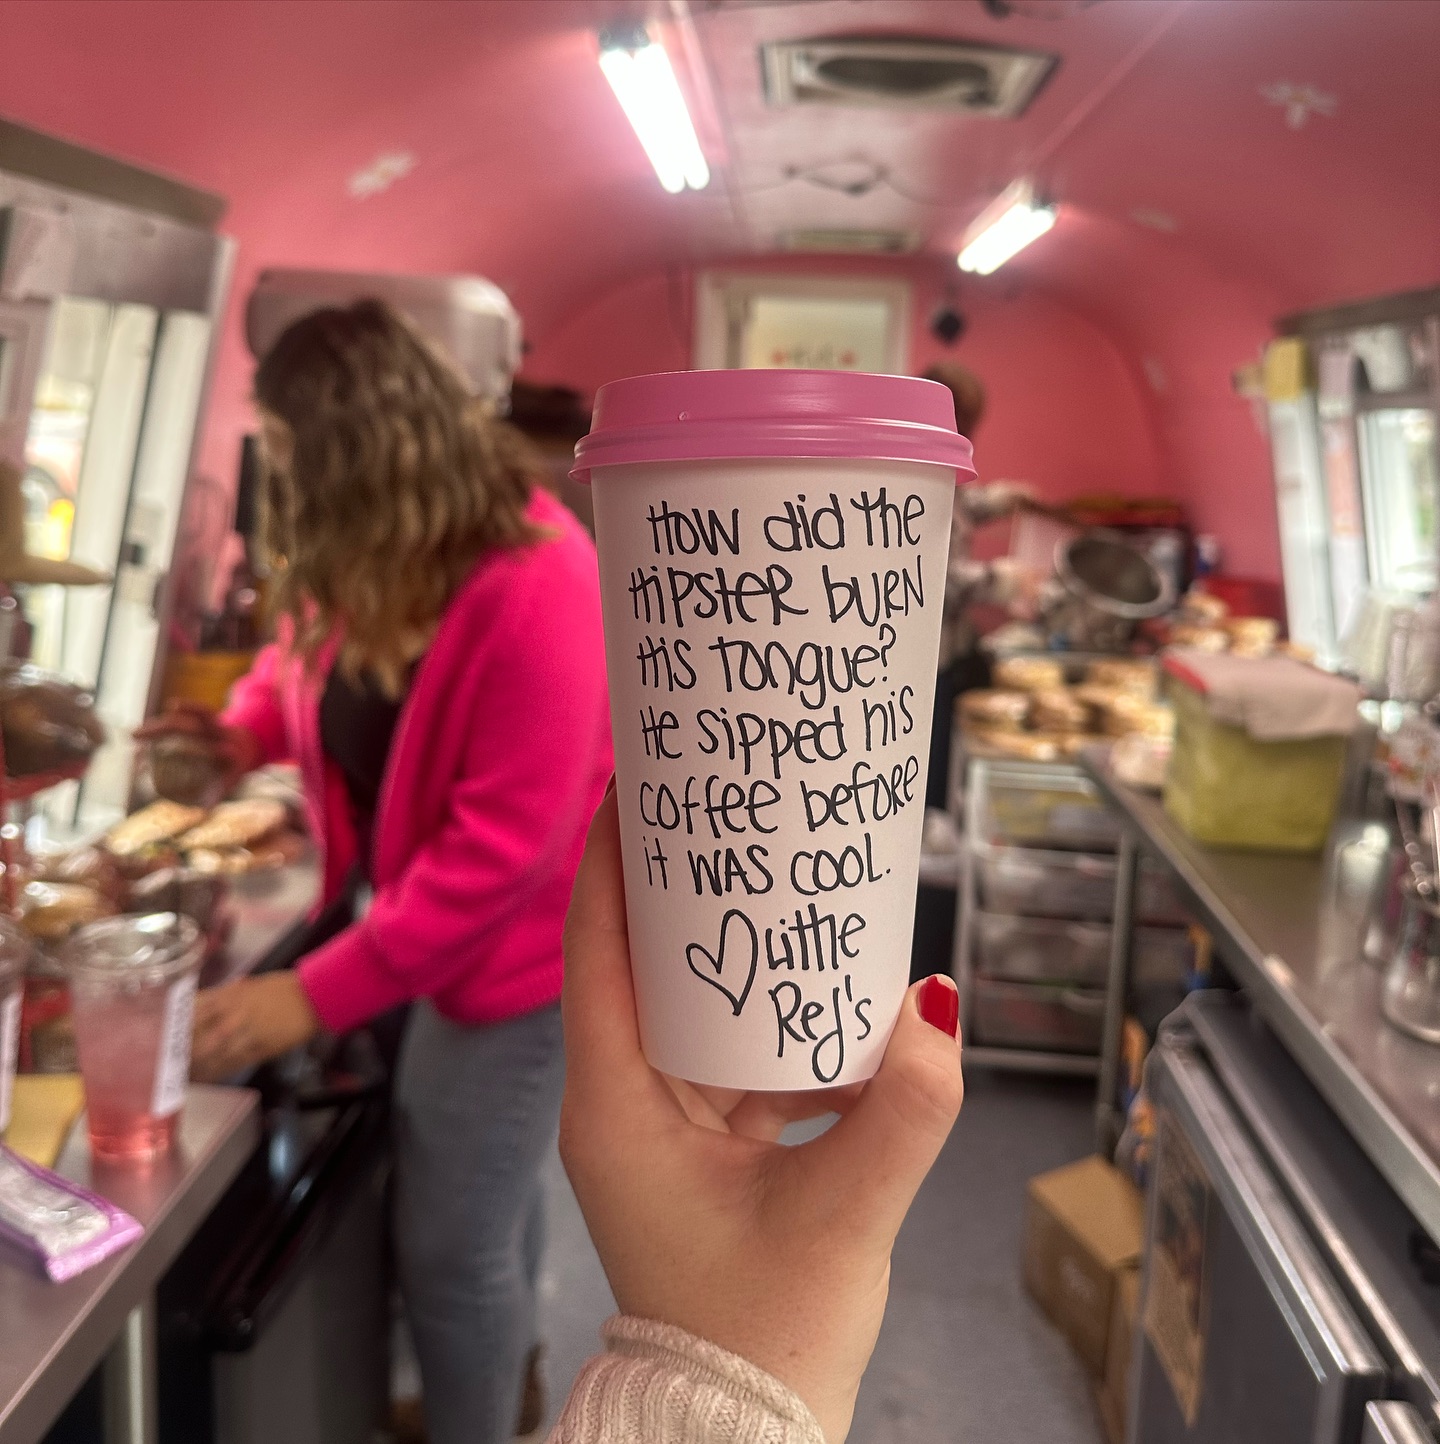 How did the
Hipster burn
His tongue?
He sipped his
coffee before
it was cool.
♡ Little
Rej's